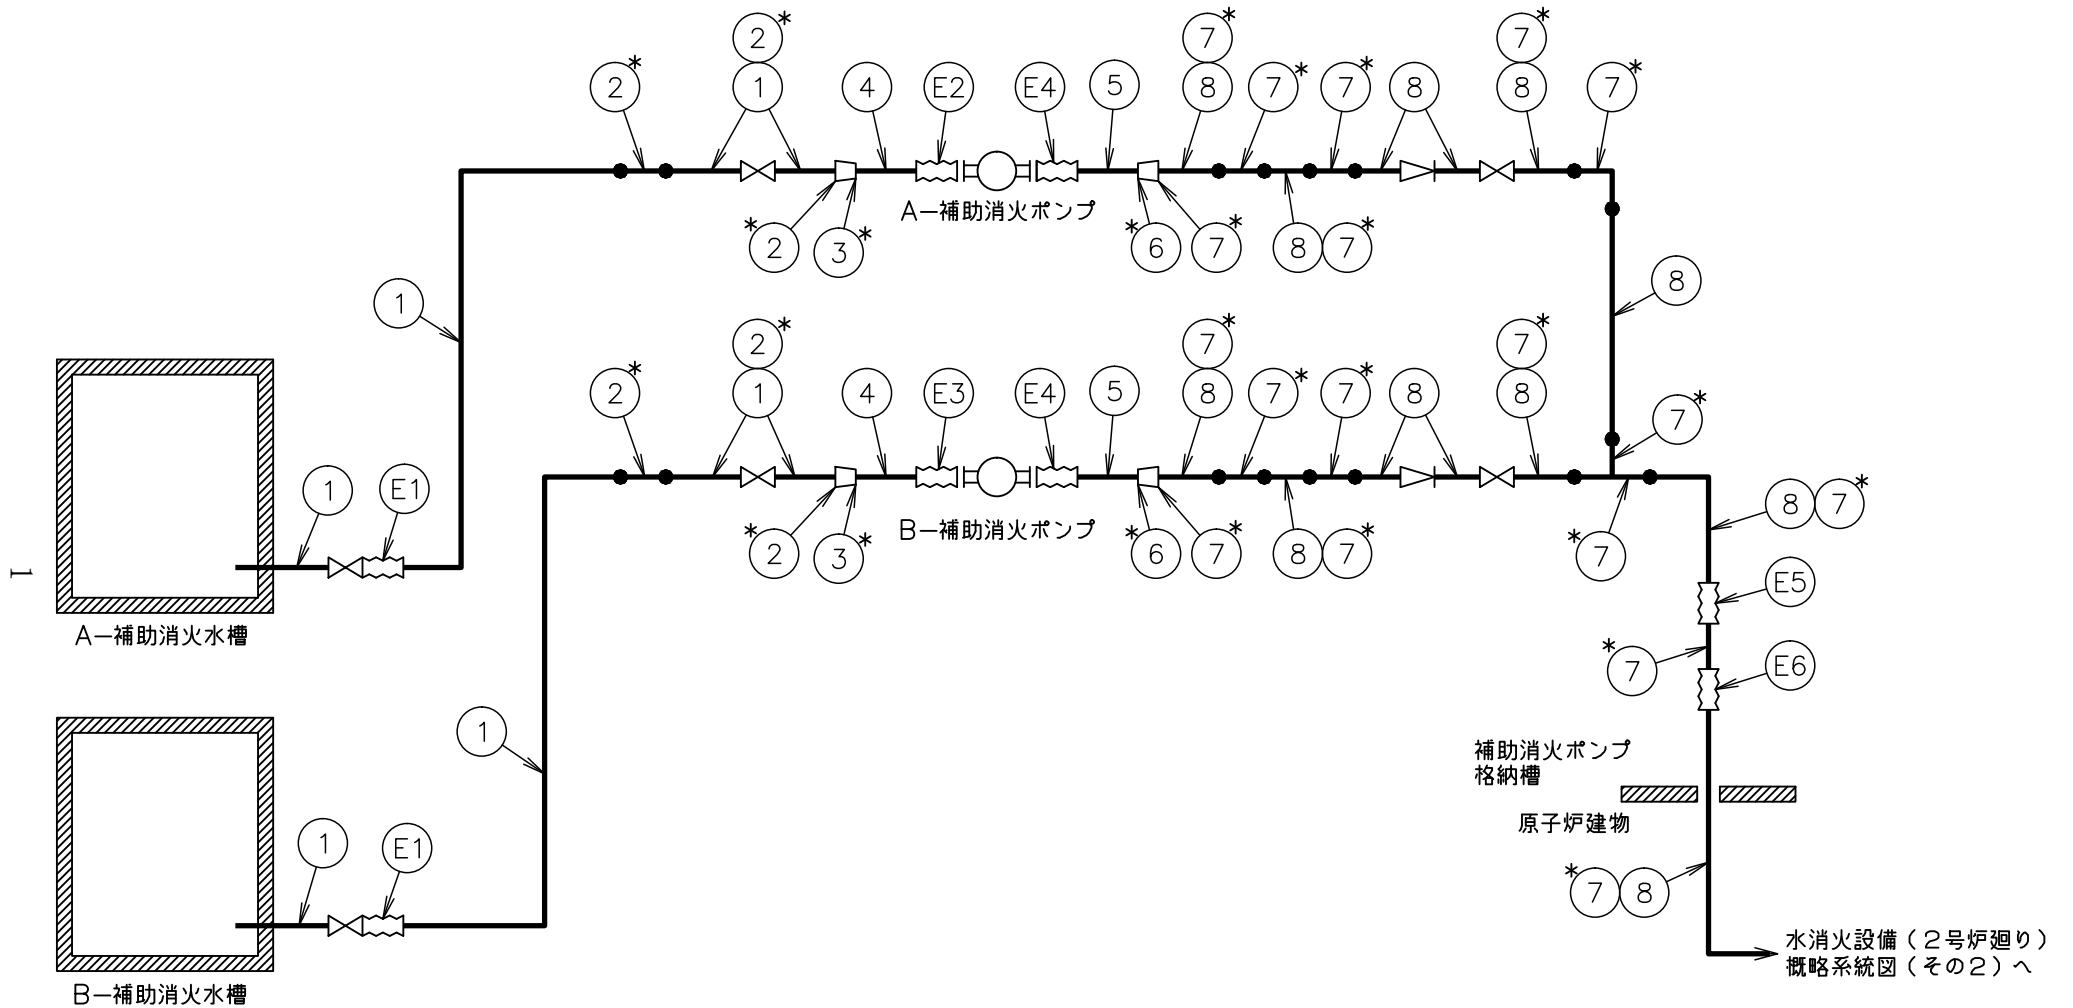 2* 7* 7*
2* 1 4 E2 E4 5 8 7* 7* 8 8 7*
A－補助消火ポンプ
*2 3* *6 7* 8 7*
1 8
2* 7* 7*
2* 1 4 E3 E4 5 8 7* 7* 8 8 7*
1 E1 8 7*
B－補助消火ポンプ
*2 3* *6 7* 8 7* *7
1
E5
A－補助消火水槽
*7 E6
1
補助消火ポンプ
格納槽
原子炉建物
1 E1
*7 8
水消火設備（２号炉廻り）
概略系統図（その２）へ
B－補助消火水槽